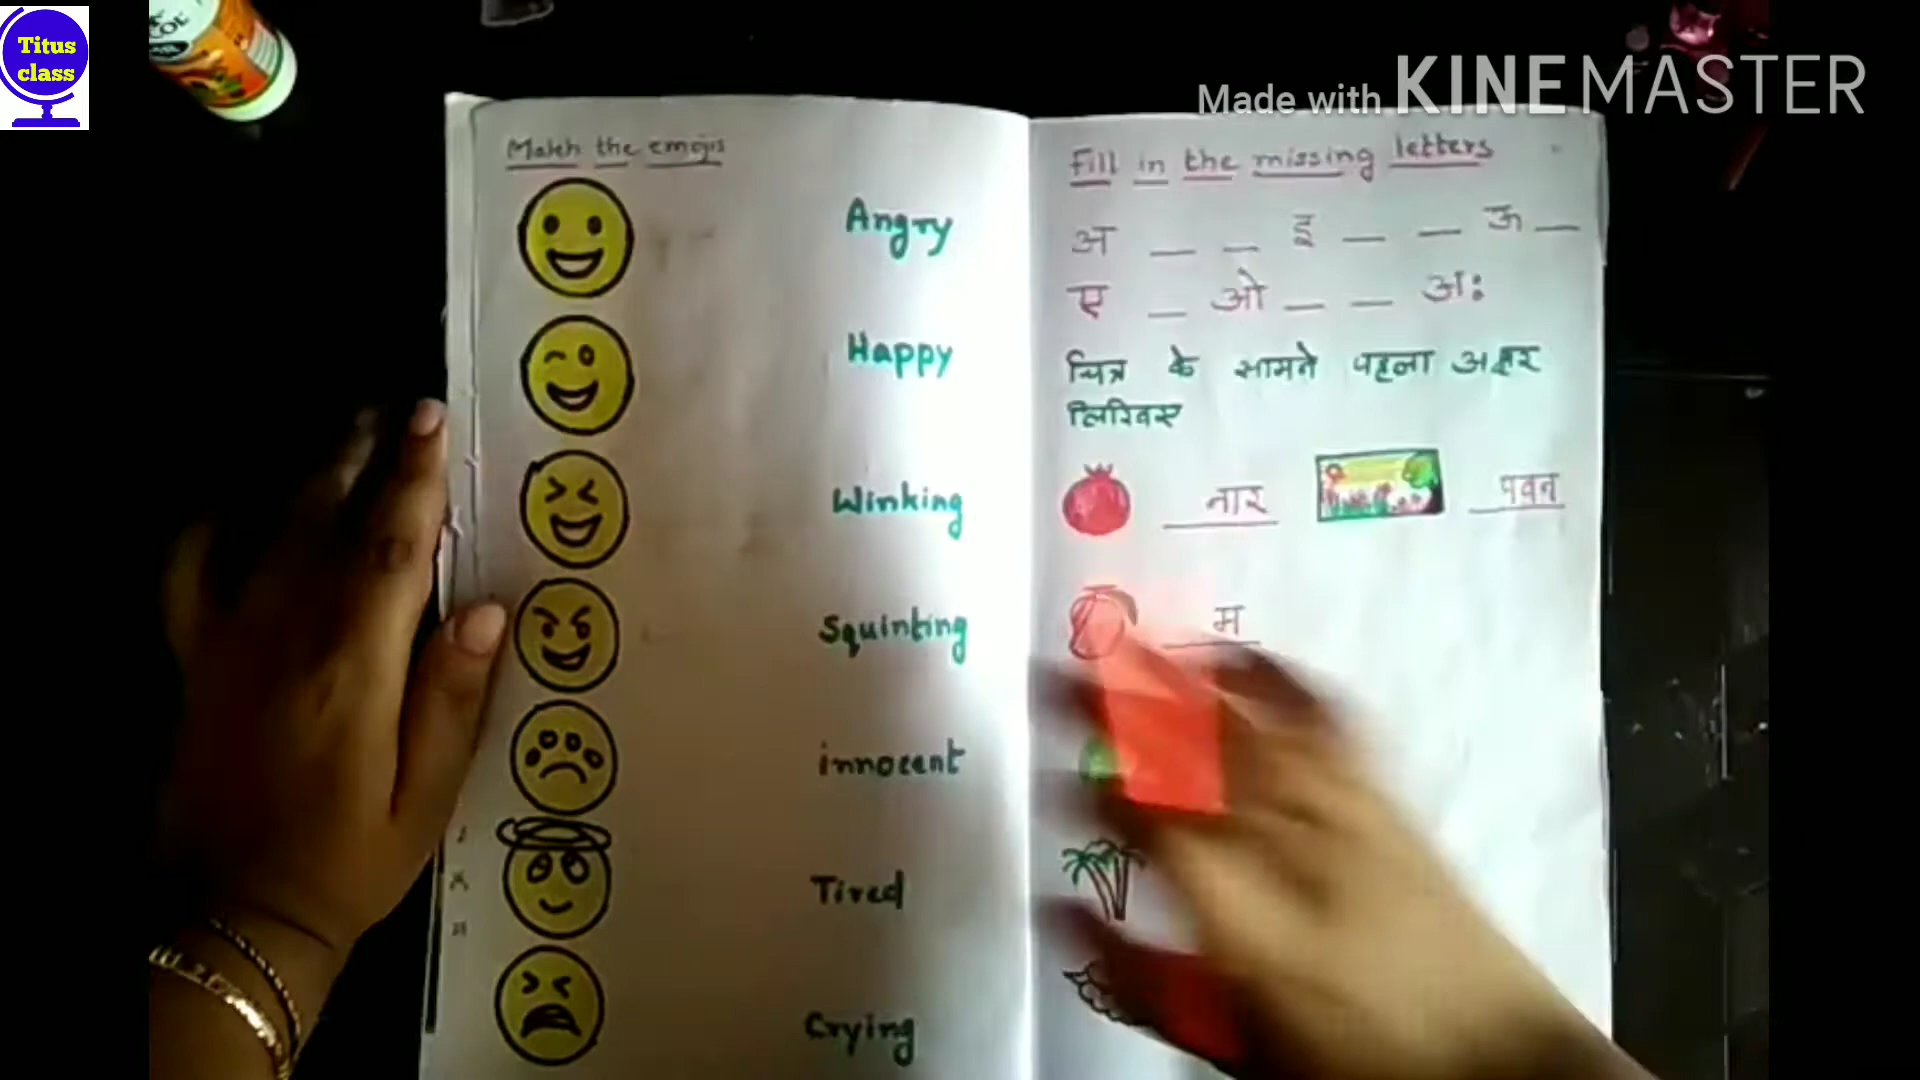 Titus
class
Made with KINEMASTER
Match the emojis
Angry
Happy
Winking
Squinting
innocent
Tired
Crying
Fill in the missing letters
अ _ _ इ _ _ ऊ _
ए _ ओ _ _ अः
चित्र के सामने पहला अक्षर
लिखिए
नार
पवन
म